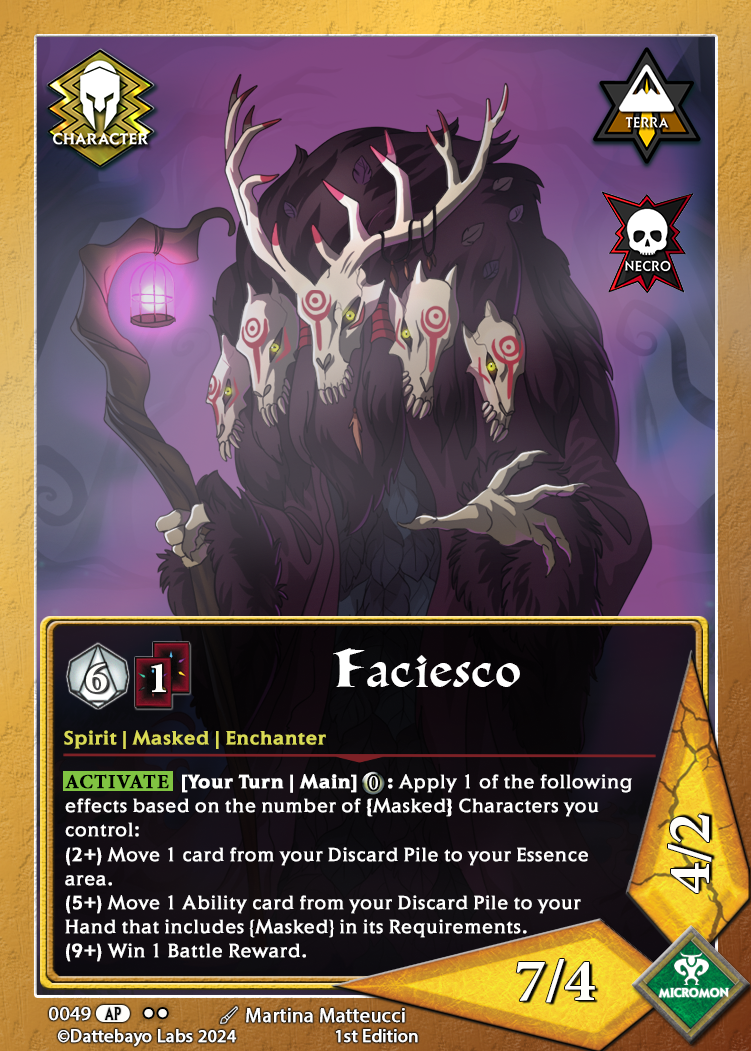 CHARACTER
TERRA
NECRO
6 1 Faciesco
Spirit | Masked | Enchanter
ACTIVATE [Your Turn | Main] 0 : Apply 1 of the following
effects based on the number of {Masked} Characters you
control:
(2+) Move 1 card from your Discard Pile to your Essence
area.
(5+) Move 1 Ability card from your Discard Pile to your
Hand that includes {Masked} in its Requirements.
(9+) Win 1 Battle Reward.
4/2
7/4
MICROMON
0049 AP Martina Matteucci
©Dattebayo Labs 2024 1st Edition